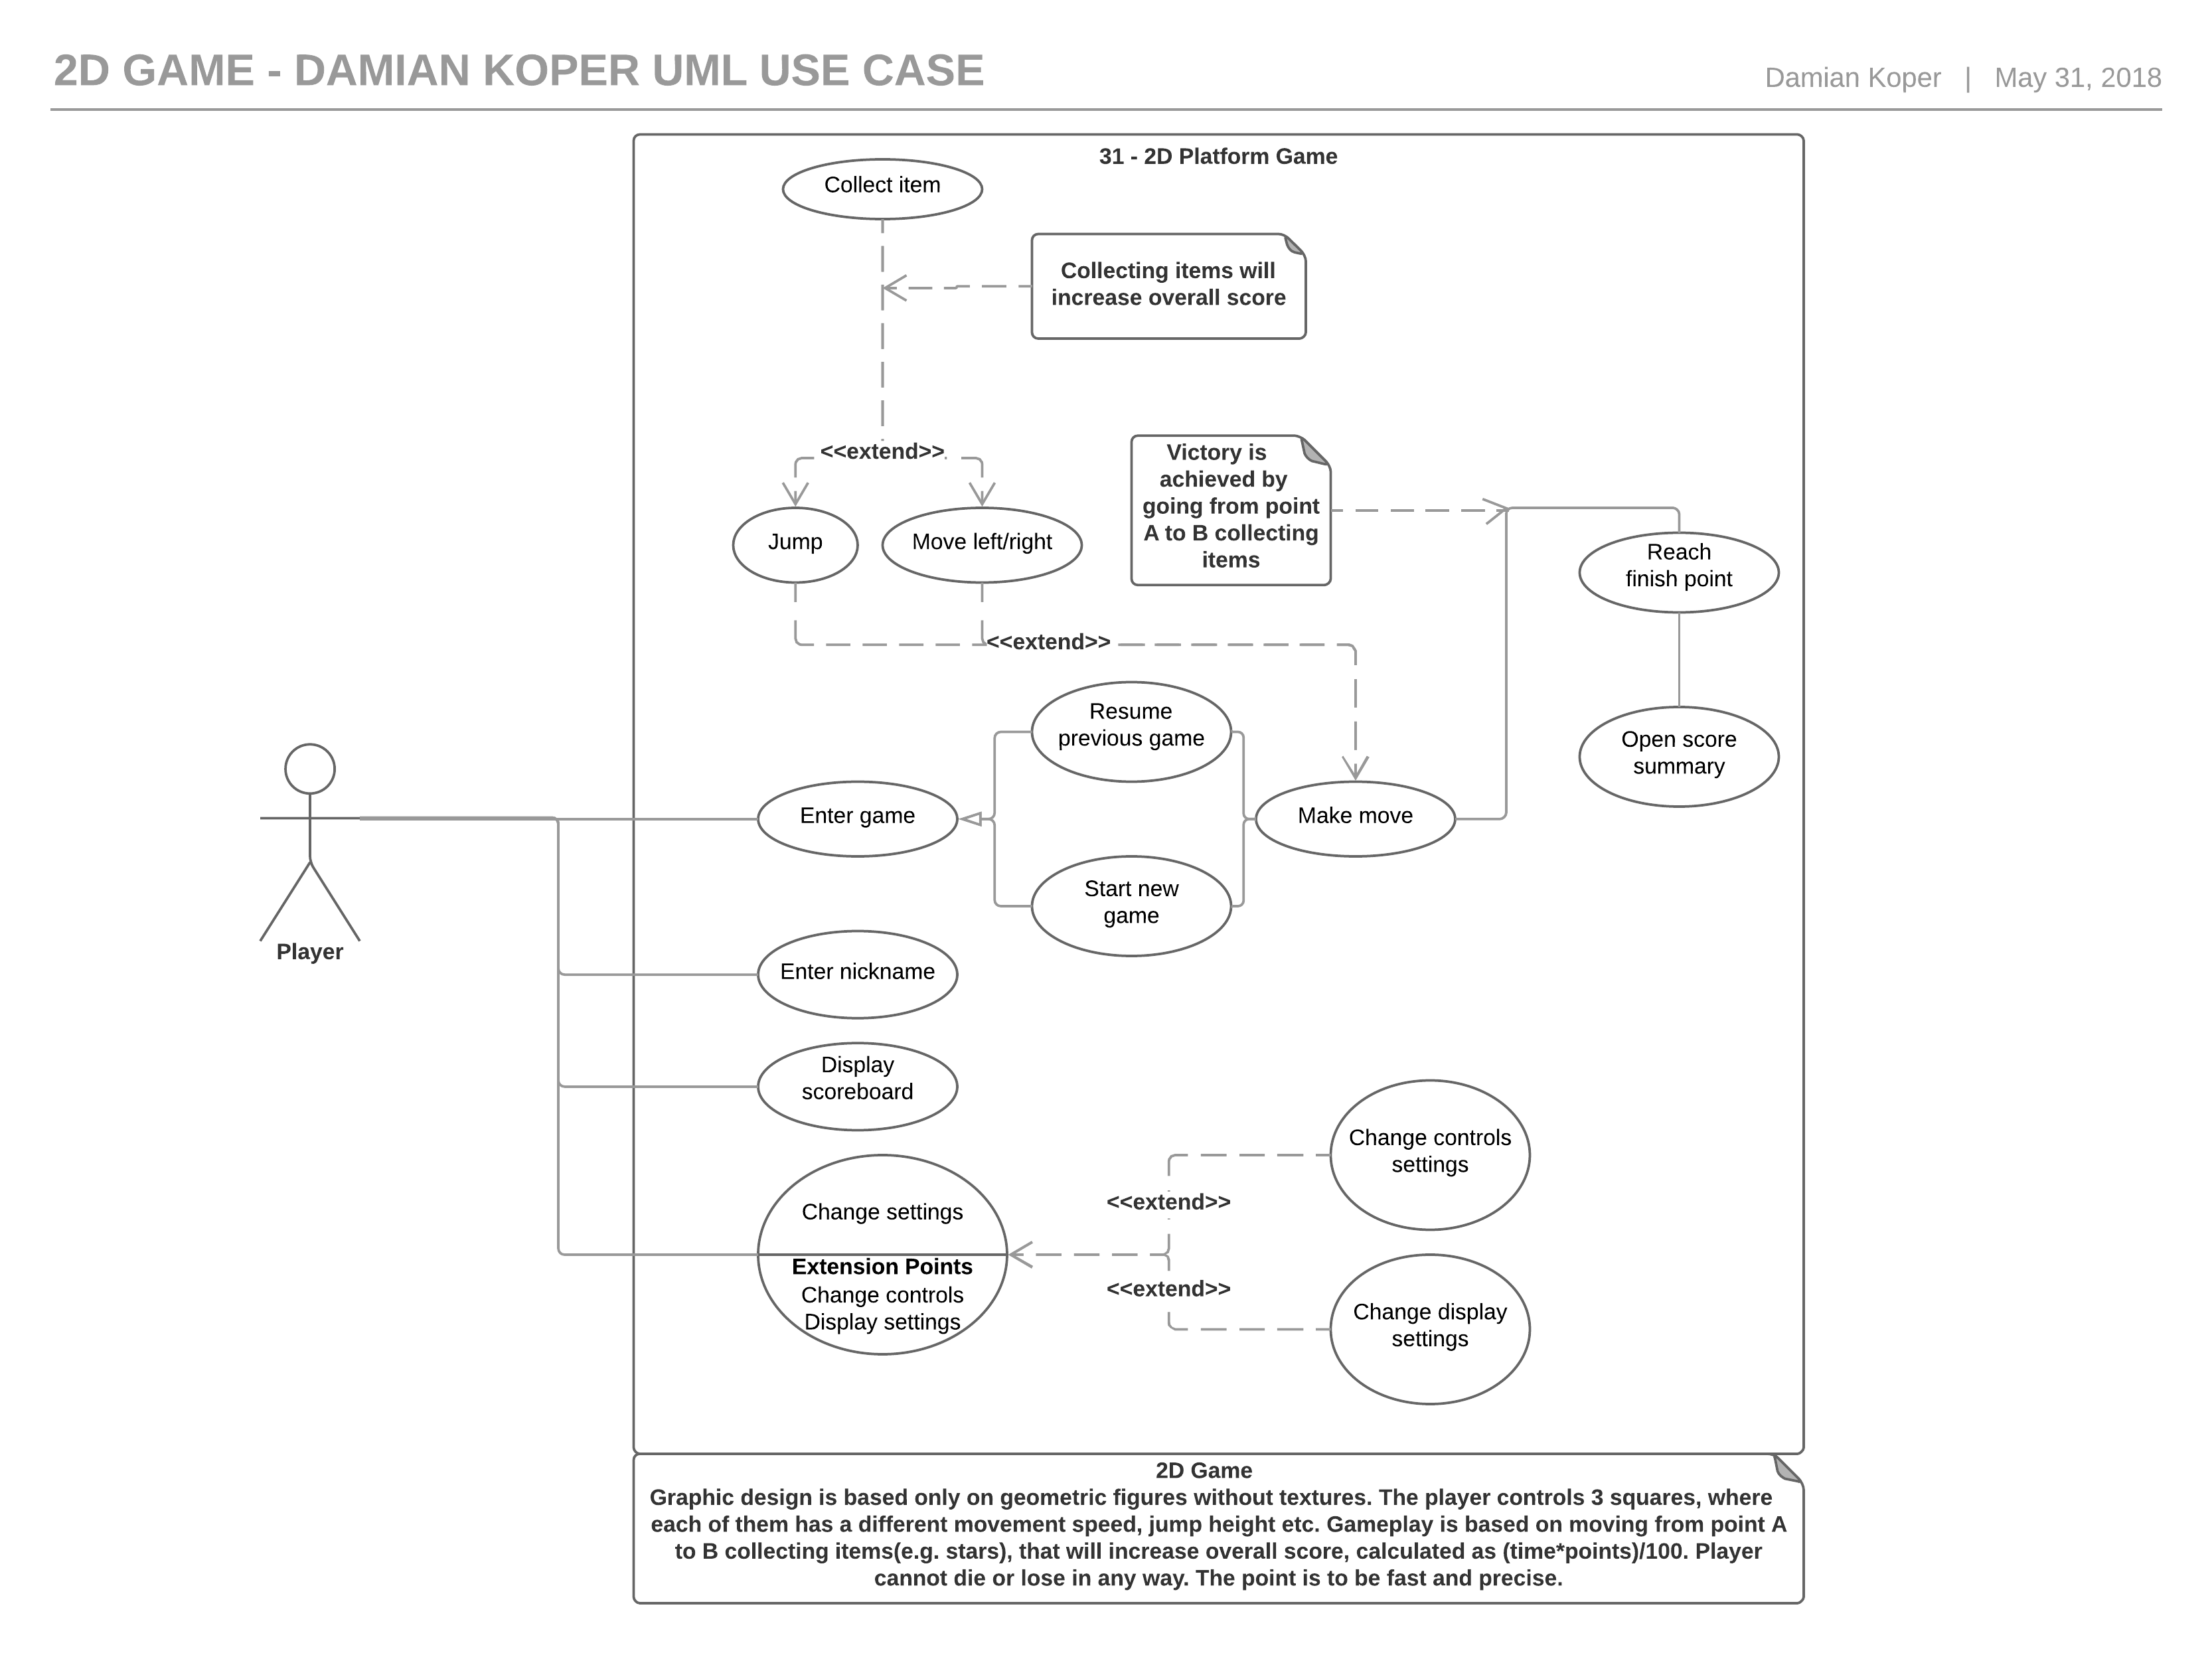 2D GAME - DAMIAN KOPER UML USE CASE
Damian Koper | May 31, 2018
31 - 2D Platform Game
Collect item
Collecting items will
increase overall score
<<extend>>
Victory is
achieved by
going from point
A to B collecting
items
Jump
Move left/right
Reach
finish point
<<extend>>
Resume
previous game
Open score
summary
Enter game
Make move
Start new
game
Player
Enter nickname
Display
scoreboard
Change controls
settings
Change settings
<<extend>>
Extension Points
Change controls
Display settings
<<extend>>
Change display
settings
2D Game
Graphic design is based only on geometric figures without textures. The player controls 3 squares, where
each of them has a different movement speed, jump height etc. Gameplay is based on moving from point A
to B collecting items(e.g. stars), that will increase overall score, calculated as (time*points)/100. Player
cannot die or lose in any way. The point is to be fast and precise.